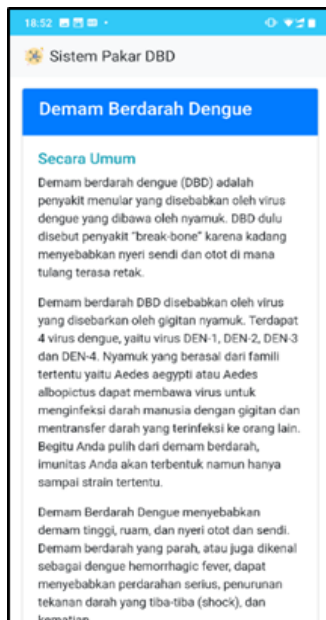 18:52
Sistem Pakar DBD
Demam Berdarah Dengue
Secara Umum
Demam berdarah dengue (DBD) adalah
penyakit menular yang disebabkan oleh virus
dengue yang dibawa oleh nyamuk. DBD dulu
disebut penyakit "break-bone" karena kadang
menyebabkan nyeri sendi dan otot di mana
tulang terasa retak.
Demam berdarah DBD disebabkan oleh virus
yang disebarkan oleh gigitan nyamuk. Terdapat
4 virus dengue, yaitu virus DEN-1, DEN-2, DEN-3
dan DEN-4. Nyamuk yang berasal dari famili
tertentu yaitu Aedes aegypti atau Aedes
albopictus dapat membawa virus untuk
menginfeksi darah manusia dengan gigitan dan
mentransfer darah yang terinfeksi ke orang lain.
Begitu Anda pulih dari demam berdarah,
imunitas Anda akan terbentuk namun hanya
sampai strain tertentu.
Demam Berdarah Dengue menyebabkan
demam tinggi, ruam, dan nyeri otot dan sendi.
Demam berdarah yang parah, atau juga dikenal
sebagai dengue hemorrhagic fever, dapat
menyebabkan perdarahan serius, penurunan
tekanan darah yang tiba-tiba (shock), dan
kematian